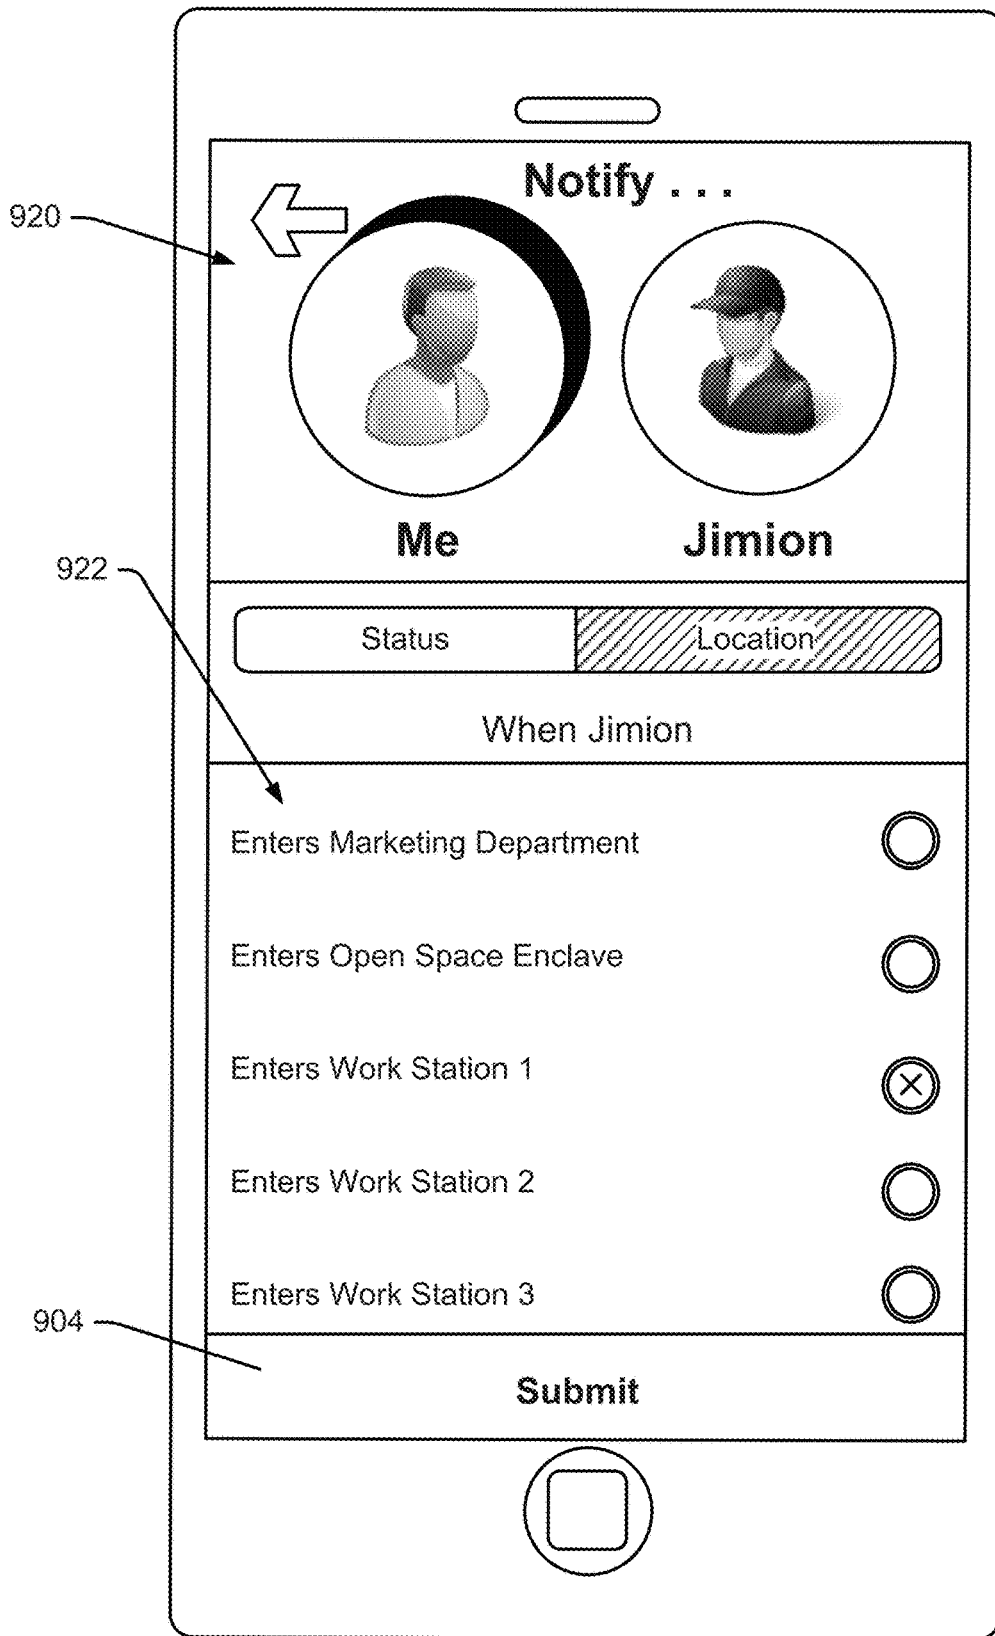 Notify . . .
920
Me Jimion
922
Status Location
When Jimion
Enters Marketing Department
Enters Open Space Enclave
Enters Work Station 1
Enters Work Station 2
Enters Work Station 3
904
Submit